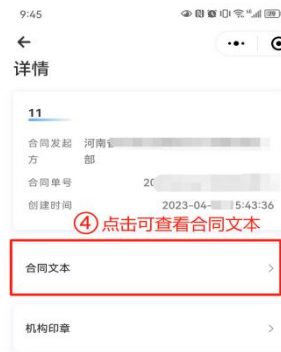 9:45
详情
11
合同发起方 河南省
部
合同单号 20
创建时间 2023-04- 5:43:36
④点击可查看合同文本
合同文本
机构印章